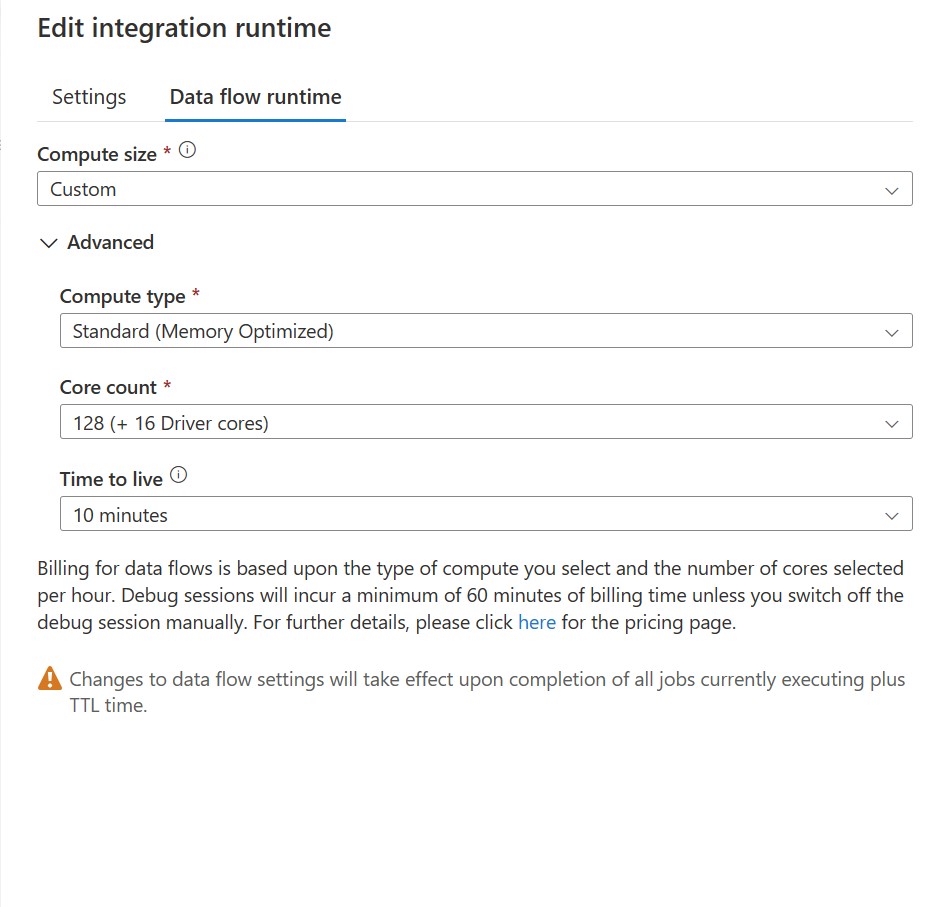 Edit integration runtime
Settings
Data flow runtime
Compute size *
Custom
Advanced
Compute type *
Standard (Memory Optimized)
Core count *
128 (+ 16 Driver cores)
Time to live
10 minutes
Billing for data flows is based upon the type of compute you select and the number of cores selected
per hour. Debug sessions will incur a minimum of 60 minutes of billing time unless you switch off the
debug session manually. For further details, please click here for the pricing page.
Changes to data flow settings will take effect upon completion of all jobs currently executing plus
TTL time.